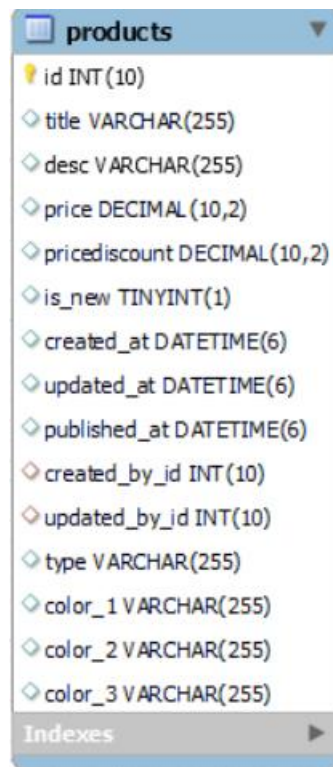 products
id INT(10)
title VARCHAR(255)
desc VARCHAR(255)
price DECIMAL(10,2)
pricediscount DECIMAL(10,2)
is_new TINYINT(1)
created_at DATETIME(6)
updated_at DATETIME(6)
published_at DATETIME(6)
created_by_id INT(10)
updated_by_id INT(10)
type VARCHAR(255)
color_1 VARCHAR(255)
color_2 VARCHAR(255)
color_3 VARCHAR(255)
Indexes